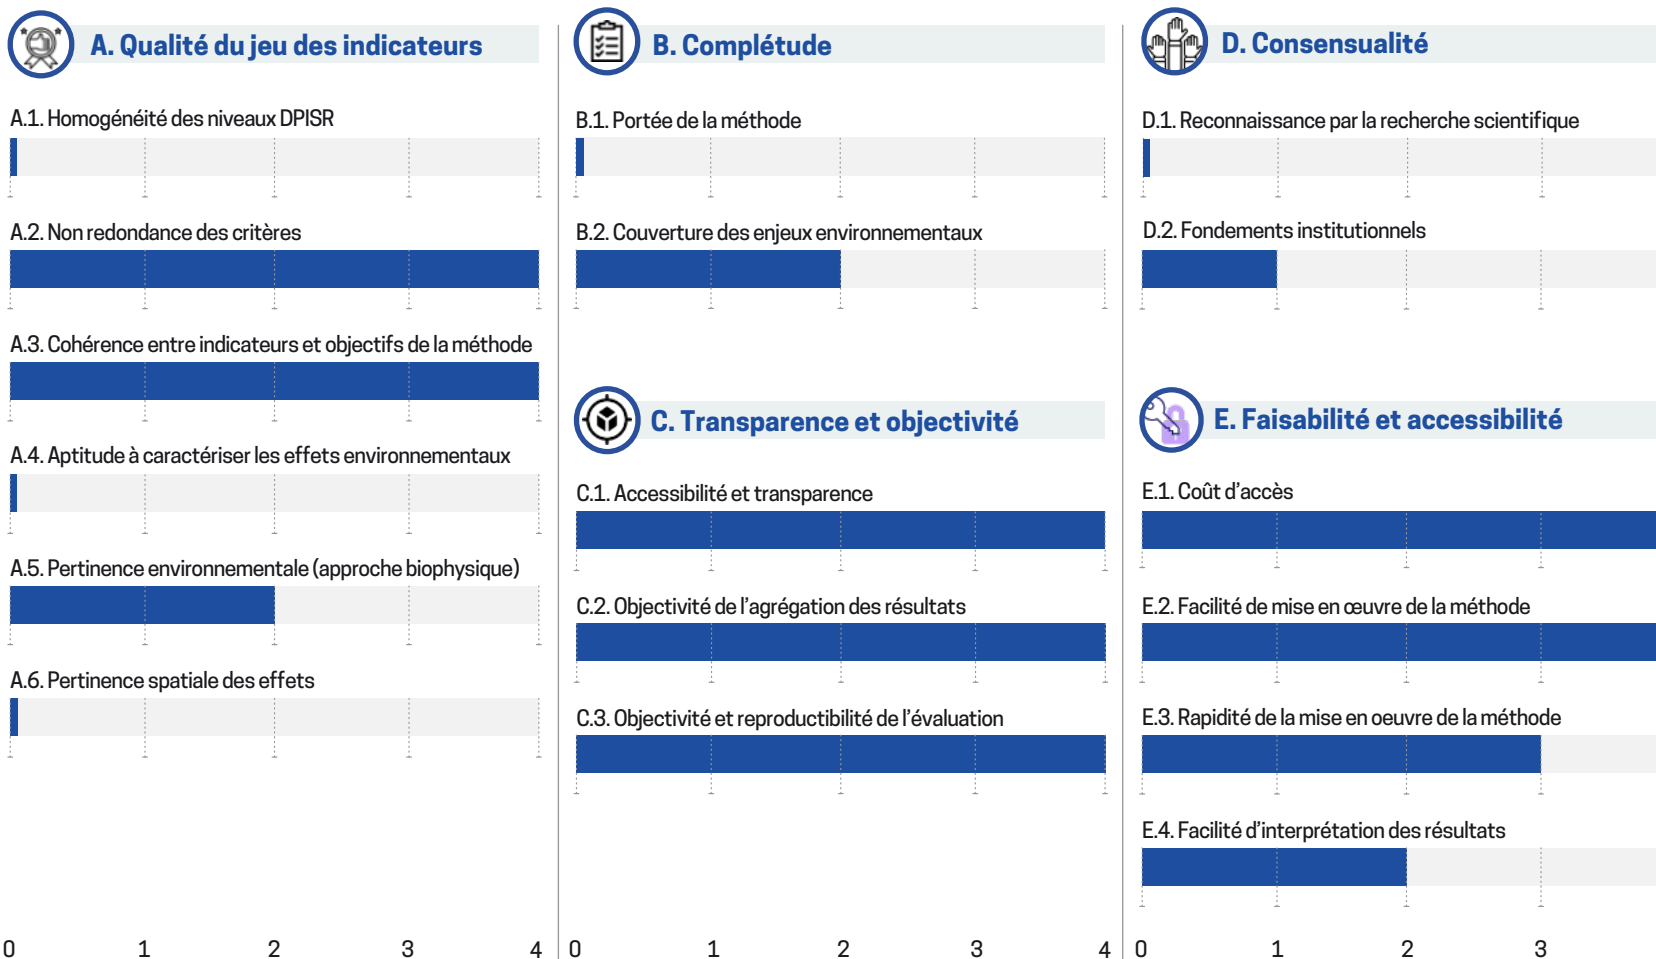 A. Qualité du jeu des indicateurs
A.1. Homogénéité des niveaux DPISR
A.2. Non redondance des critères
A.3. Cohérence entre indicateurs et objectifs de la méthode
A.4. Aptitude à caractériser les effets environnementaux
A.5. Pertinence environnementale (approche biophysique)
A.6. Pertinence spatiale des effets
0 1 2 3 4
B. Complétude
B.1. Portée de la méthode
B.2. Couverture des enjeux environnementaux
C. Transparence et objectivité
C.1. Accessibilité et transparence
C.2. Objectivité de l'agrégation des résultats
C.3. Objectivité et reproductibilité de l'évaluation
0 1 2 3 4
D. Consensualité
D.1. Reconnaissance par la recherche scientifique
D.2. Fondements institutionnels
E. Faisabilité et accessibilité
E.1. Coût d'accès
E.2. Facilité de mise en œuvre de la méthode
E.3. Rapidité de la mise en oeuvre de la méthode
E.4. Facilité d'interprétation des résultats
0 1 2 3